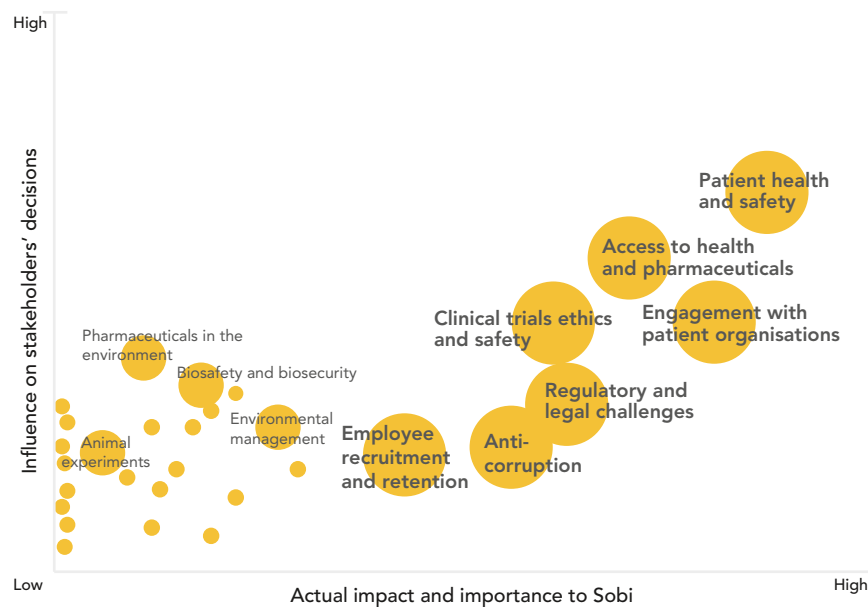 High
Influence on stakeholders’ decisions
Patient health
and safety
Access to health
and pharmaceuticals
Clinical trials ethics
and safety
Engagement with
patient organisations
Pharmaceuticals in the
environment
Biosafety and biosecurity
Regulatory and
legal challenges
Environmental
management
Employee
recruitment
and retention
Anti-
corruption
Animal
experiments
Low
Actual impact and importance to Sobi
High